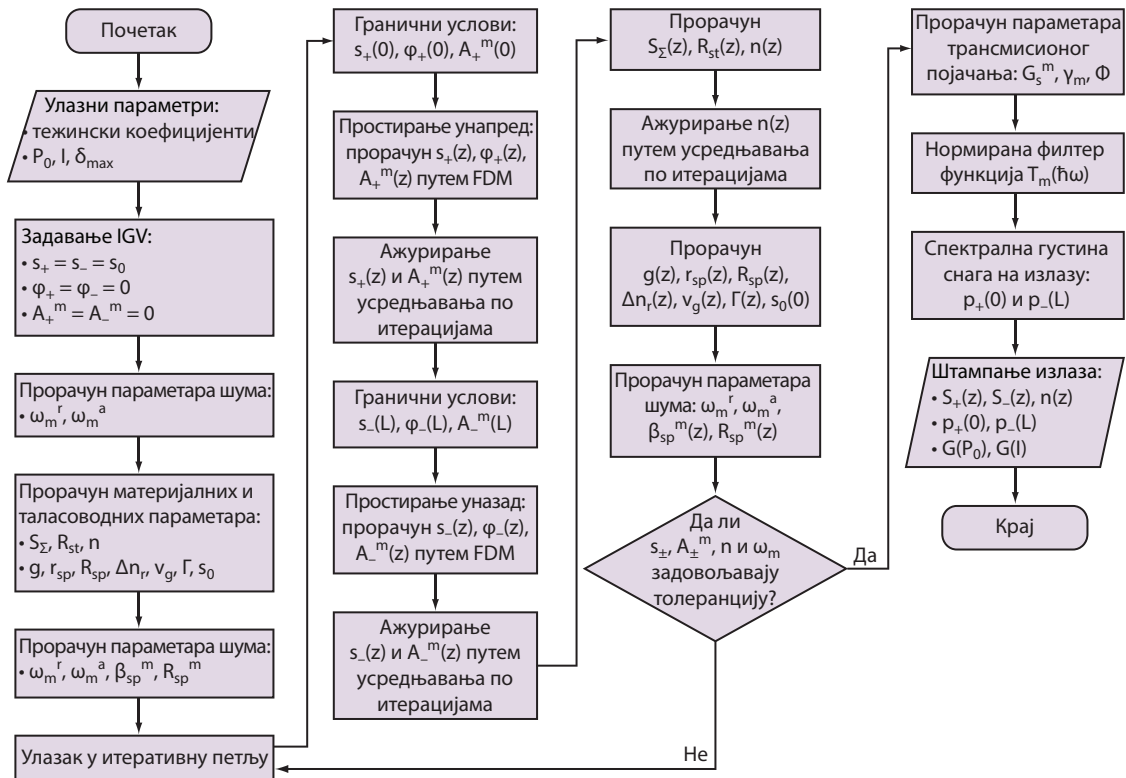 Почетак
Улазни параметри:
• тежински коефицијенти
• P₀, I, δₘₐₓ
Задавање IGV:
• s₊ = s₋ = s₀
• φ₊ = φ₋ = 0
• A₊ᵐ = A₋ᵐ = 0
Прорачун параметара шума:
• ωₘʳ, ωₘᵃ
Прорачун материјалних и
таласоводних параметара:
• S_Σ, Rₛₜ, n
• g, rₛₚ, Rₛₚ, Δnᵣ, v_g, Γ, s₀
Прорачун параметара шума:
• ωₘʳ, ωₘᵃ, βₛₚᵐ, Rₛₚᵐ
Улазак у итеративну петљу
Гранични услови:
s₊(0), φ₊(0), A₊ᵐ(0)
Простирање унапред:
прорачун s₊(z), φ₊(z),
A₊ᵐ(z) путем FDM
Ажурирање
s₊(z) и A₊ᵐ(z) путем
усредњавања по
итерацијама
Гранични услови:
s₋(L), φ₋(L), A₋ᵐ(L)
Простирање уназад:
прорачун s₋(z), φ₋(z),
A₋ᵐ(z) путем FDM
Ажурирање
s₋(z) и A₋ᵐ(z) путем
усредњавања по
итерацијама
Прорачун
S_Σ(z), Rₛₜ(z), n(z)
Ажурирање n(z)
путем усредњавања
по итерацијама
Прорачун
g(z), rₛₚ(z), Rₛₚ(z),
Δnᵣ(z), v_g(z), Γ(z), s₀(0)
Прорачун параметара
шума: ωₘʳ, ωₘᵃ,
βₛₚᵐ(z), Rₛₚᵐ(z)
Да ли
s±, A±ᵐ, n и ωₘ
задовољавају
толеранцију?
Да
Не
Прорачун параметара
трансмисионог
појачања: Gₛᵐ, γₘ, Φ
Нормирана филтер
функција Tₘ(ħω)
Спектрална густина
снага на излазу:
p₊(0) и p₋(L)
Штампање излаза:
• S₊(z), S₋(z), n(z)
• p₊(0), p₋(L)
• G(P₀), G(I)
Крај